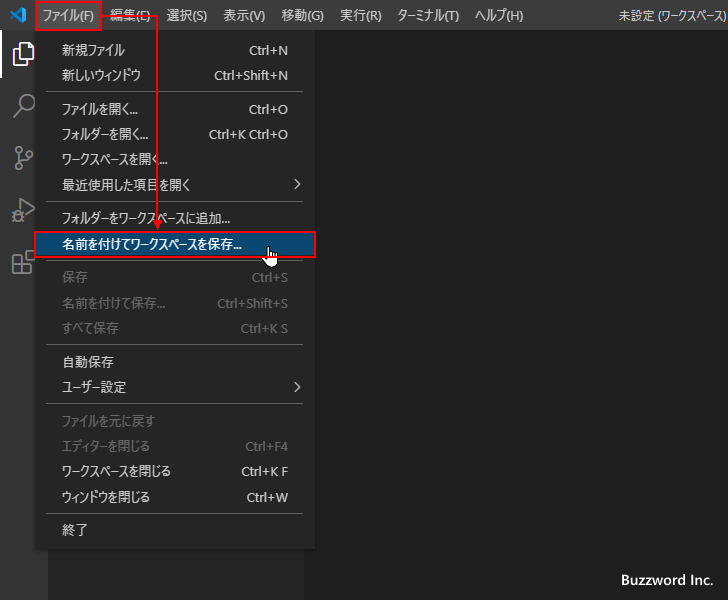 ファイル(F) 編集(E) 選択(S) 表示(V) 移動(G) 実行(R) ターミナル(T) ヘルプ(H) 未設定 (ワークスペース)
新規ファイル Ctrl+N
新しいウィンドウ Ctrl+Shift+N
ファイルを開く... Ctrl+O
フォルダーを開く... Ctrl+K Ctrl+O
ワークスペースを開く...
最近使用した項目を開く
フォルダーをワークスペースに追加...
名前を付けてワークスペースを保存...
保存 Ctrl+S
名前を付けて保存... Ctrl+Shift+S
すべて保存 Ctrl+K S
自動保存
ユーザー設定
ファイルを元に戻す
エディターを閉じる Ctrl+F4
ワークスペースを閉じる Ctrl+K F
ウィンドウを閉じる Ctrl+W
終了
Buzzword Inc.